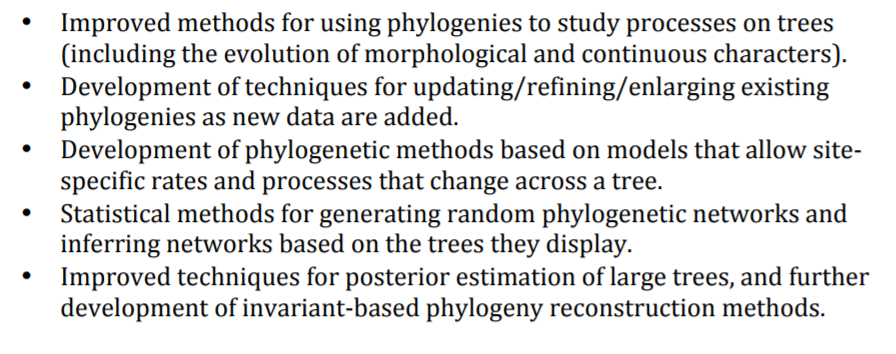 • Improved methods for using phylogenies to study processes on trees
(including the evolution of morphological and continuous characters).
• Development of techniques for updating/refining/enlarging existing
phylogenies as new data are added.
• Development of phylogenetic methods based on models that allow site-
specific rates and processes that change across a tree.
• Statistical methods for generating random phylogenetic networks and
inferring networks based on the trees they display.
• Improved techniques for posterior estimation of large trees, and further
development of invariant-based phylogeny reconstruction methods.